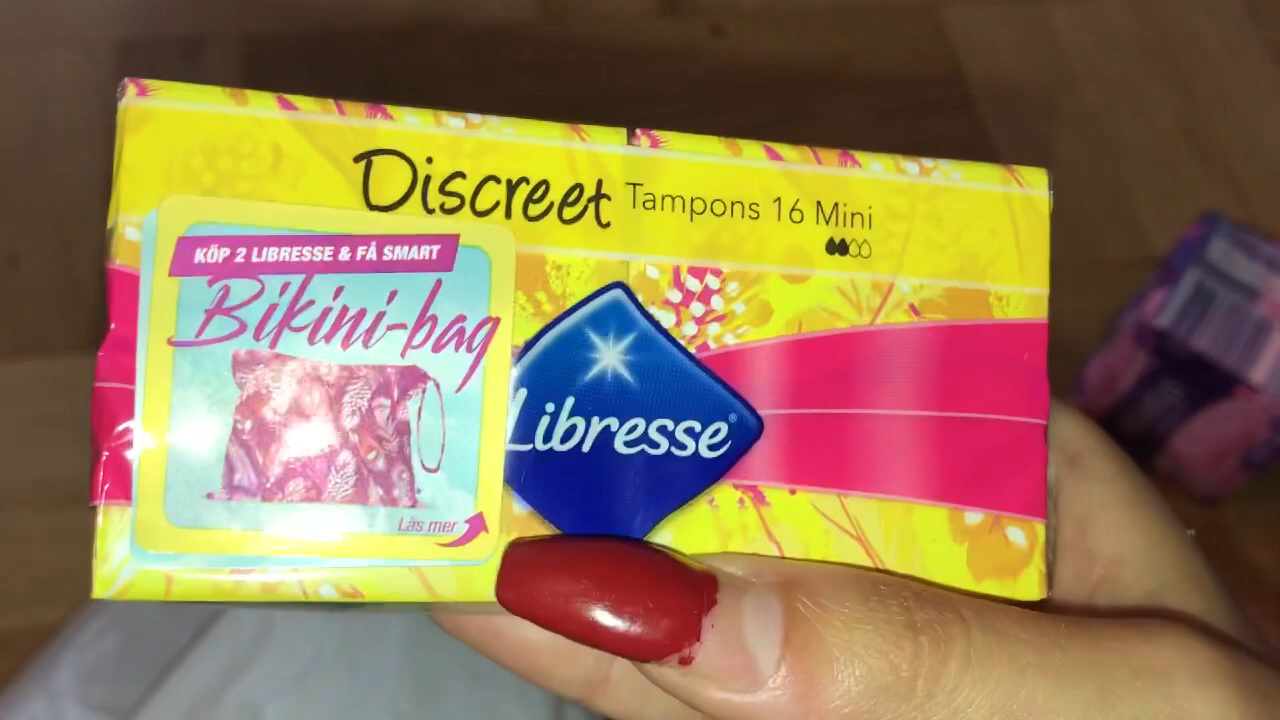 Discreet Tampons 16 Mini
KÖP 2 LIBRESSE & FÅ SMART
Bikini-bag
Läs mer
Libresse®